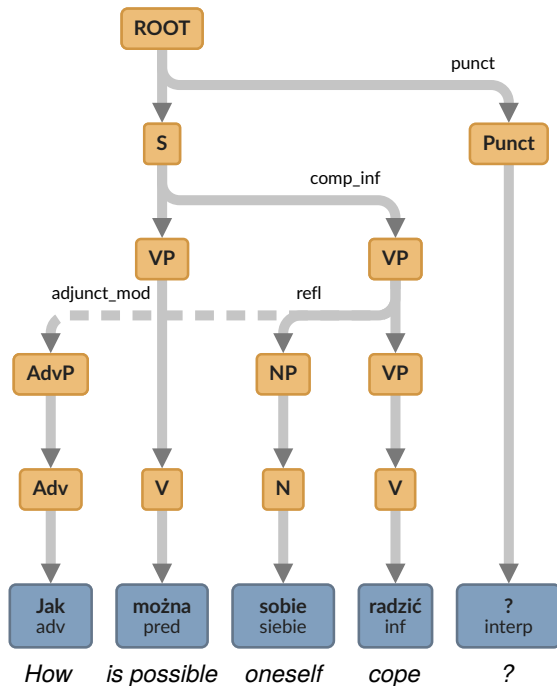 ROOT
punct
S
Punct
comp_inf
VP
VP
adjunct_mod
refl
AdvP
NP
VP
Adv
V
N
V
Jak
adv
można
pred
sobie
siebie
radzić
inf
?
interp
How
is possible
oneself
cope
?